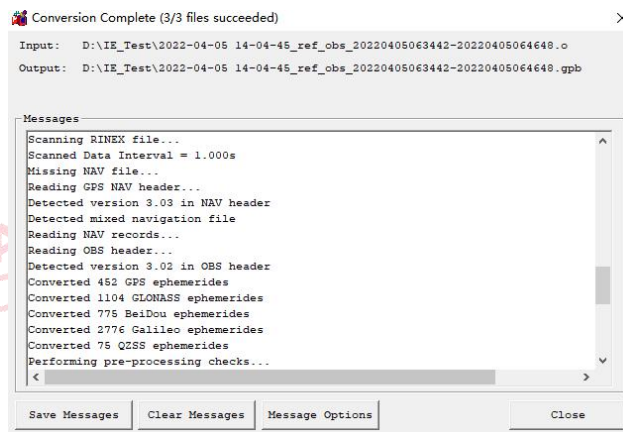 Conversion Complete (3/3 files succeeded)
Input: D:\IE_Test\2022-04-05 14-04-45_ref_obs_20220405063442-20220405064648.o
Output: D:\IE_Test\2022-04-05 14-04-45_ref_obs_20220405063442-20220405064648.gpb
Messages
Scanning RINEX file...
Scanned Data Interval = 1.000s
Missing NAV file...
Reading GPS NAV header...
Detected version 3.03 in NAV header
Detected mixed navigation file
Reading NAV records...
Reading OBS header...
Detected version 3.02 in OBS header
Converted 452 GPS ephemerides
Converted 1104 GLONASS ephemerides
Converted 775 BeiDou ephemerides
Converted 2776 Galileo ephemerides
Converted 75 QZSS ephemerides
Performing pre-processing checks...
Save Messages Clear Messages Message Options Close